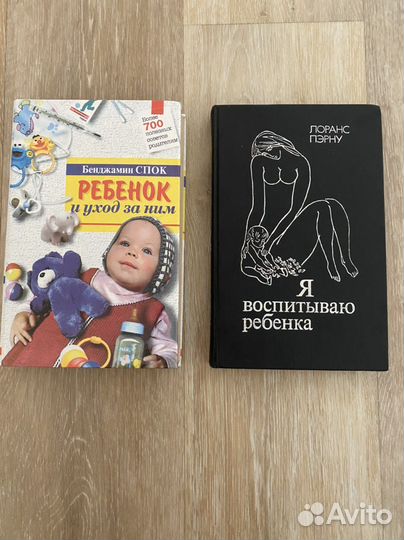 Более
700
полезных
советов
родителям
Бенджамин СПОК
РЕБЕНОК
и уход за ним
ЛОРАНС
ПЭРНУ
Я
воспитываю
ребенка
Avito